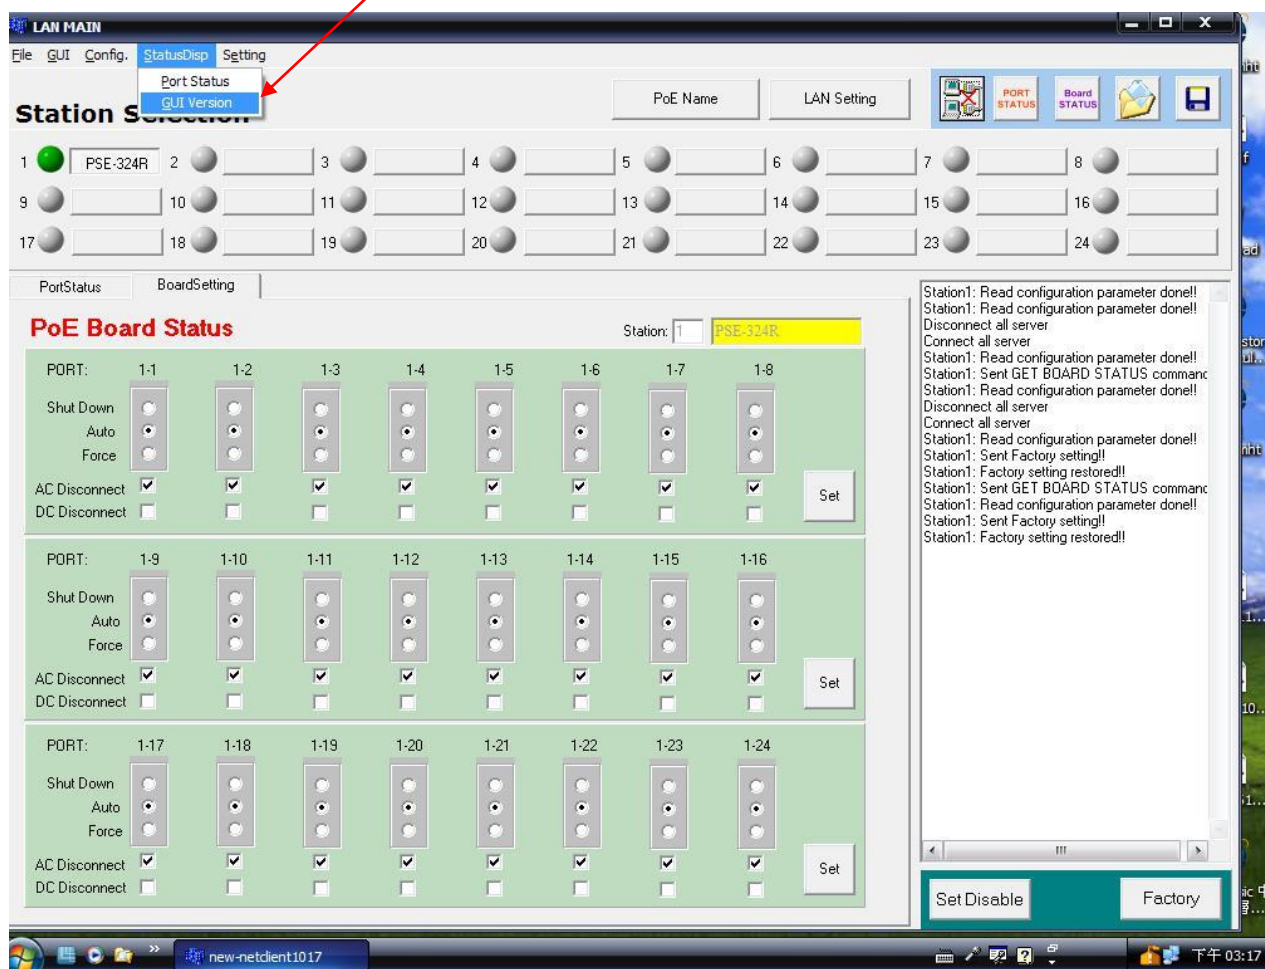 LAN MAIN
File GUI Config. StatusDisp Setting
Port Status
GUI Version
Station
PoE Name LAN Setting PORT STATUS Board STATUS
1 PSE-324R 2 3 4 5 6 7 8
9 10 11 12 13 14 15 16
17 18 19 20 21 22 23 24
PortStatus BoardSetting
PoE Board Status Station: 1 PSE-324R
PORT: 1-1 1-2 1-3 1-4 1-5 1-6 1-7 1-8
Shut Down
Auto
Force
AC Disconnect
DC Disconnect
Set
PORT: 1-9 1-10 1-11 1-12 1-13 1-14 1-15 1-16
Shut Down
Auto
Force
AC Disconnect
DC Disconnect
Set
PORT: 1-17 1-18 1-19 1-20 1-21 1-22 1-23 1-24
Shut Down
Auto
Force
AC Disconnect
DC Disconnect
Set
Station1: Read configuration parameter done!!
Station1: Read configuration parameter done!!
Disconnect all server
Connect all server
Station1: Read configuration parameter done!!
Station1: Sent GET BOARD STATUS command
Station1: Read configuration parameter done!!
Disconnect all server
Connect all server
Station1: Read configuration parameter done!!
Station1: Sent Factory setting!!
Station1: Factory setting restored!!
Station1: Sent GET BOARD STATUS command
Station1: Read configuration parameter done!!
Station1: Sent Factory setting!!
Station1: Factory setting restored!!
Set Disable Factory
new-netclient1017 下午 03:17